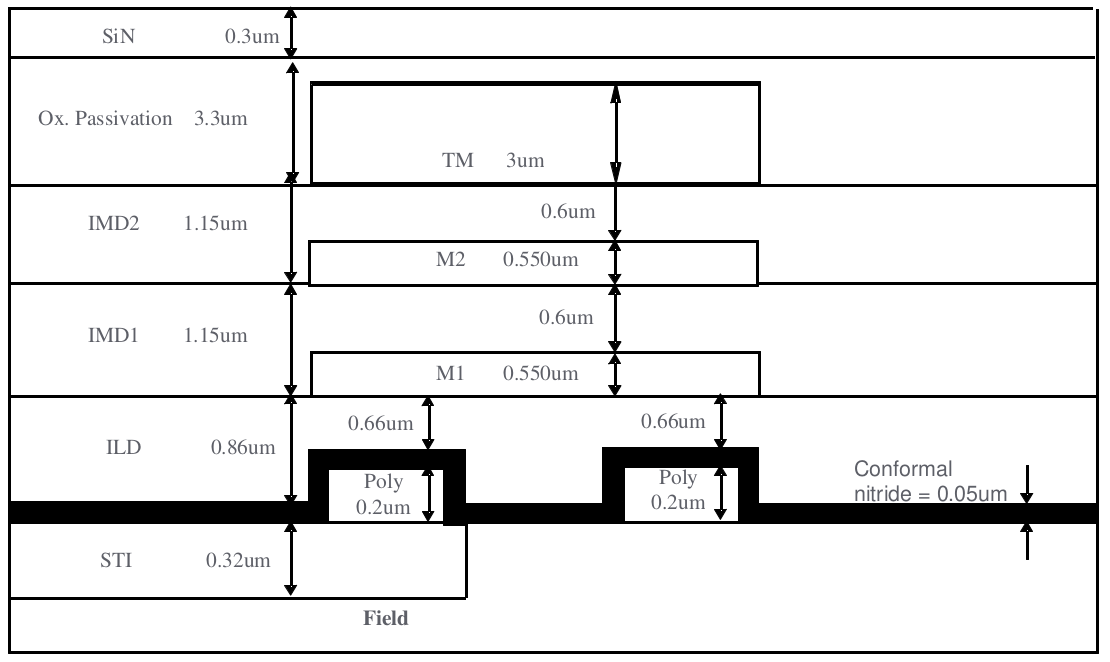 SiN 0.3um
Ox. Passivation 3.3um
TM 3um
IMD2 1.15um
0.6um
M2 0.550um
IMD1 1.15um
0.6um
M1 0.550um
ILD 0.86um
0.66um
0.66um
Poly
0.2um
Poly
0.2um
Conformal
nitride = 0.05um
STI 0.32um
Field